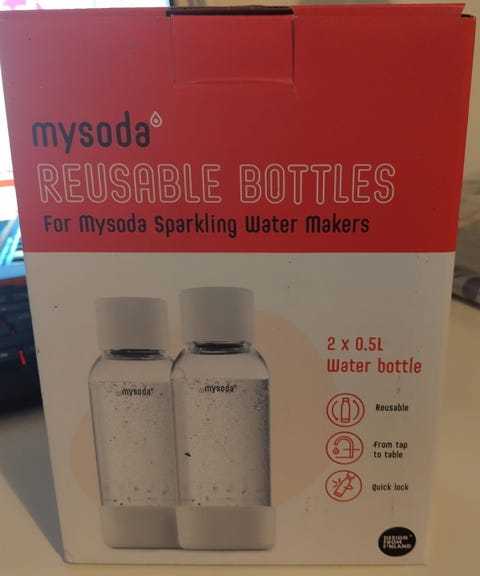 mysoda
REUSABLE BOTTLES
For Mysoda Sparkling Water Makers
2 x 0.5L
Water bottle
Reusable
From tap
to table
Quick lock
mysoda
mysoda
DESIGN
FROM
FINLAND